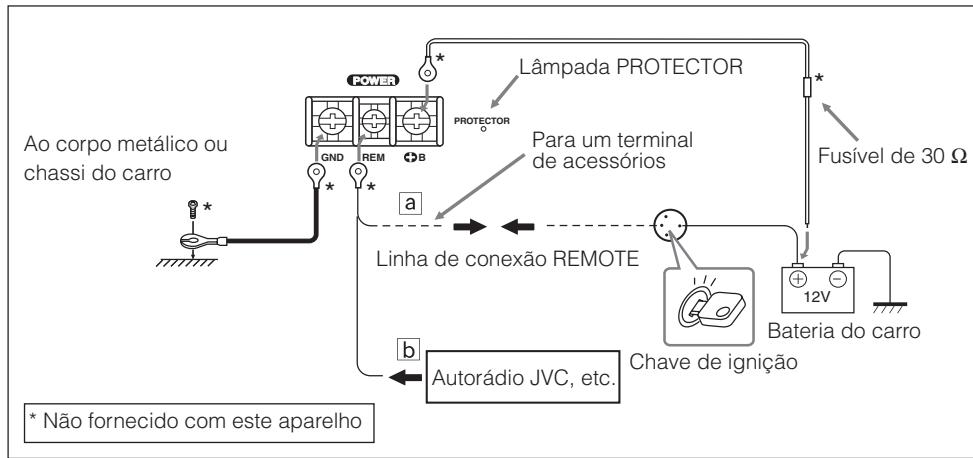 POWER
Lâmpada PROTECTOR
PROTECTOR
GND
REM
⊕B
*
*
*
*
Ao corpo metálico ou
chassi do carro
*
Para um terminal
de acessórios
Fusível de 30 Ω
a
Linha de conexão REMOTE
+
−
12V
Bateria do carro
Chave de ignição
b
Autorádio JVC, etc.
* Não fornecido com este aparelho